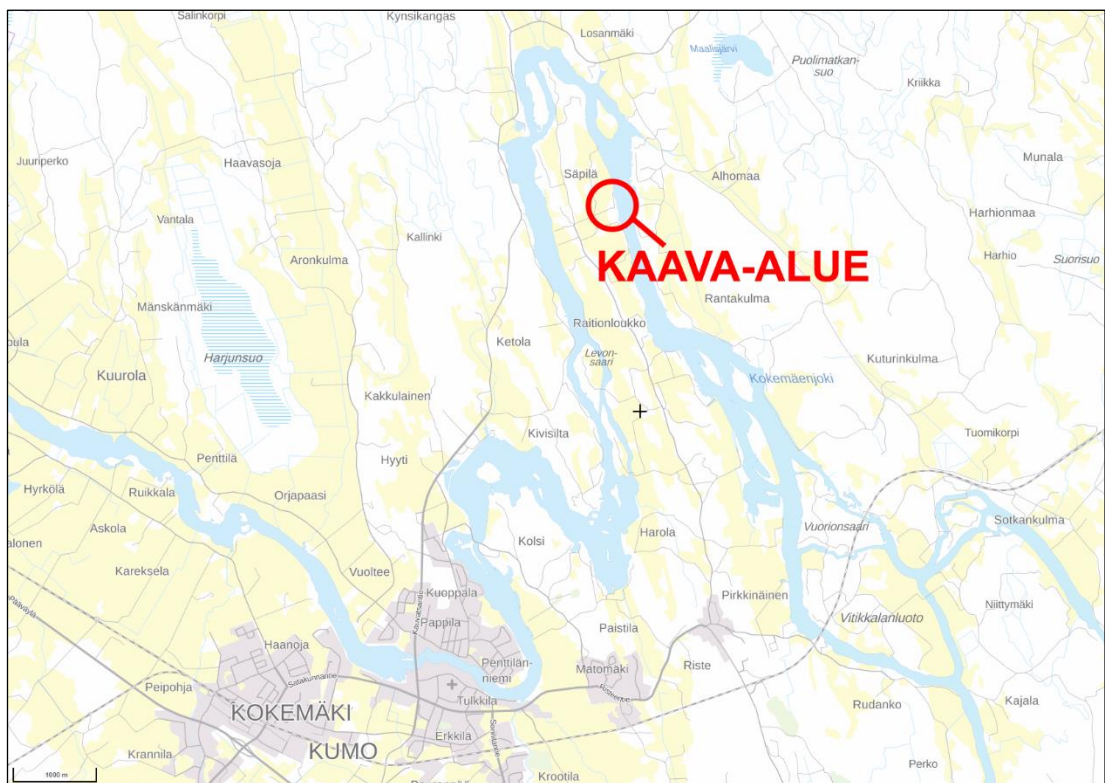 Salinkorpi
Kynsikangas
Losanmäki
Maalisjärvi
Puolimatkan-
suo
Kriikka
Juuriperko
Haavasoja
Säpilä
Alhomaa
Munala
Vantala
Kallinki
Harhionmaa
Aronkulma
KAAVA-ALUE
Harhio
Suorisuo
Mänskänmäki
Rantakulma
Raitionloukko
Harjunsuo
Ketola
Levon-
saari
Kuturinkulma
Kuurola
Kokemäenjoki
Kakkulainen
Kivisilta
Tuomikorpi
Penttilä
Hyyti
Hyrkölä
Ruikkala
Orjapaasi
Askola
Harola
Vuorionsaari
Sotkankulma
Kolsi
Kareksela
Vuoltee
Kuoppala
Pirkkinäinen
Niittymäki
Pappila
Paistila
Vitikkalanluoto
Haanoja
Penttilän-
niemi
Matomäki
Riste
Peipohja
Satakunnantie
Tulkkila
Rudanko
Kajala
KOKEMÄKI
Krannila
KUMO
Erkkilä
Perko
Krootila
1000 m